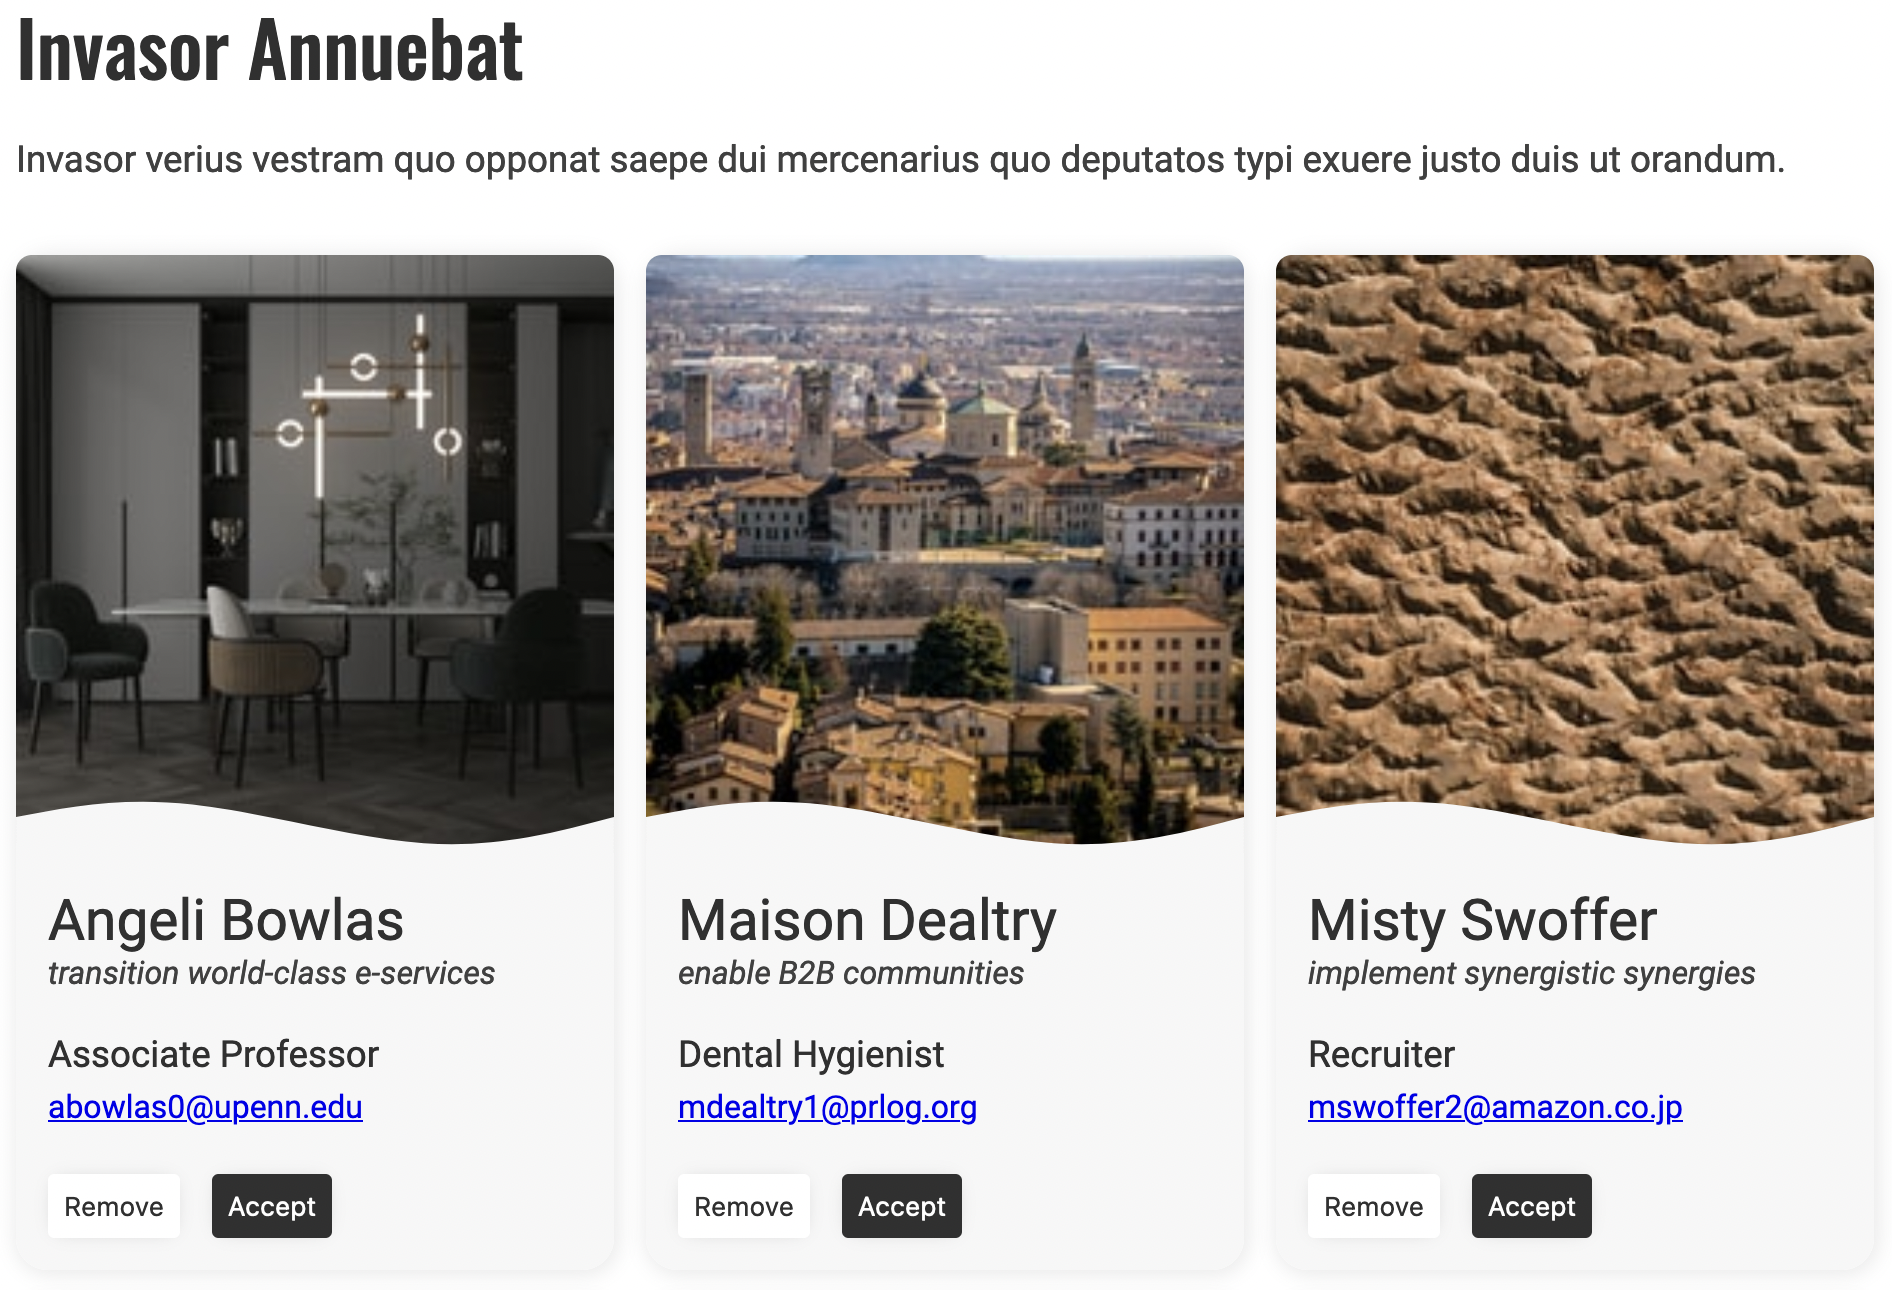 Invasor Annuebat
Invasor verius vestram quo opponat saepe dui mercenarius quo deputatos typi exuere justo duis ut orandum.
Angeli Bowlas
transition world-class e-services
Associate Professor
abowlas0@upenn.edu
Remove
Accept
Maison Dealtry
enable B2B communities
Dental Hygienist
mdealtry1@prlog.org
Remove
Accept
Misty Swoffer
implement synergistic synergies
Recruiter
mswoffer2@amazon.co.jp
Remove
Accept